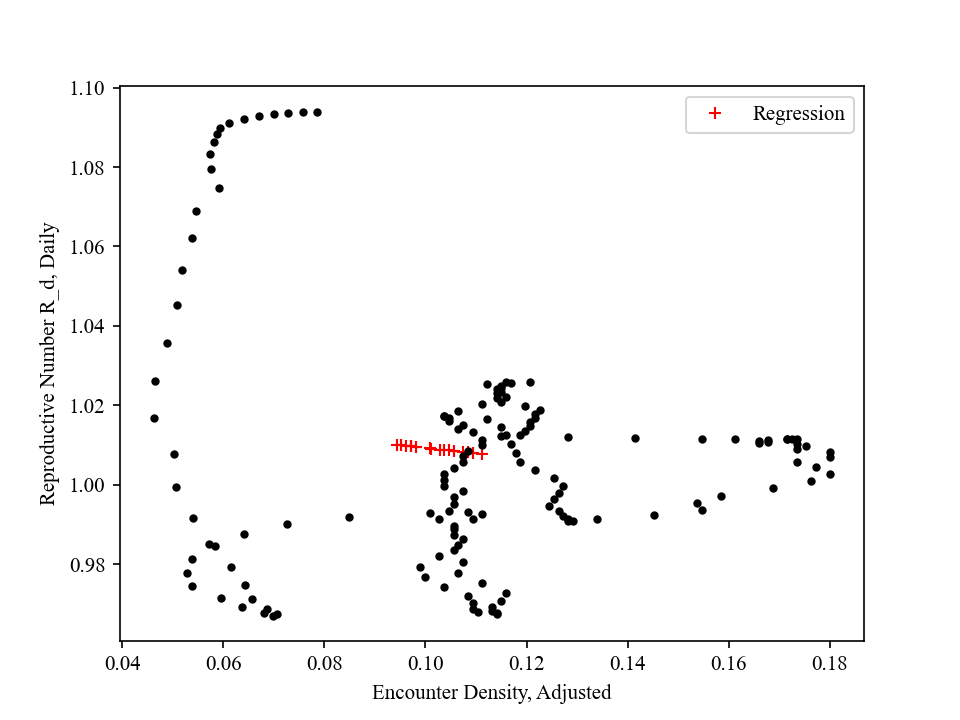 1.10
1.08
1.06
1.04
1.02
1.00
0.98
Reproductive Number R_d, Daily
Regression
0.04 0.06 0.08 0.10 0.12 0.14 0.16 0.18
Encounter Density, Adjusted